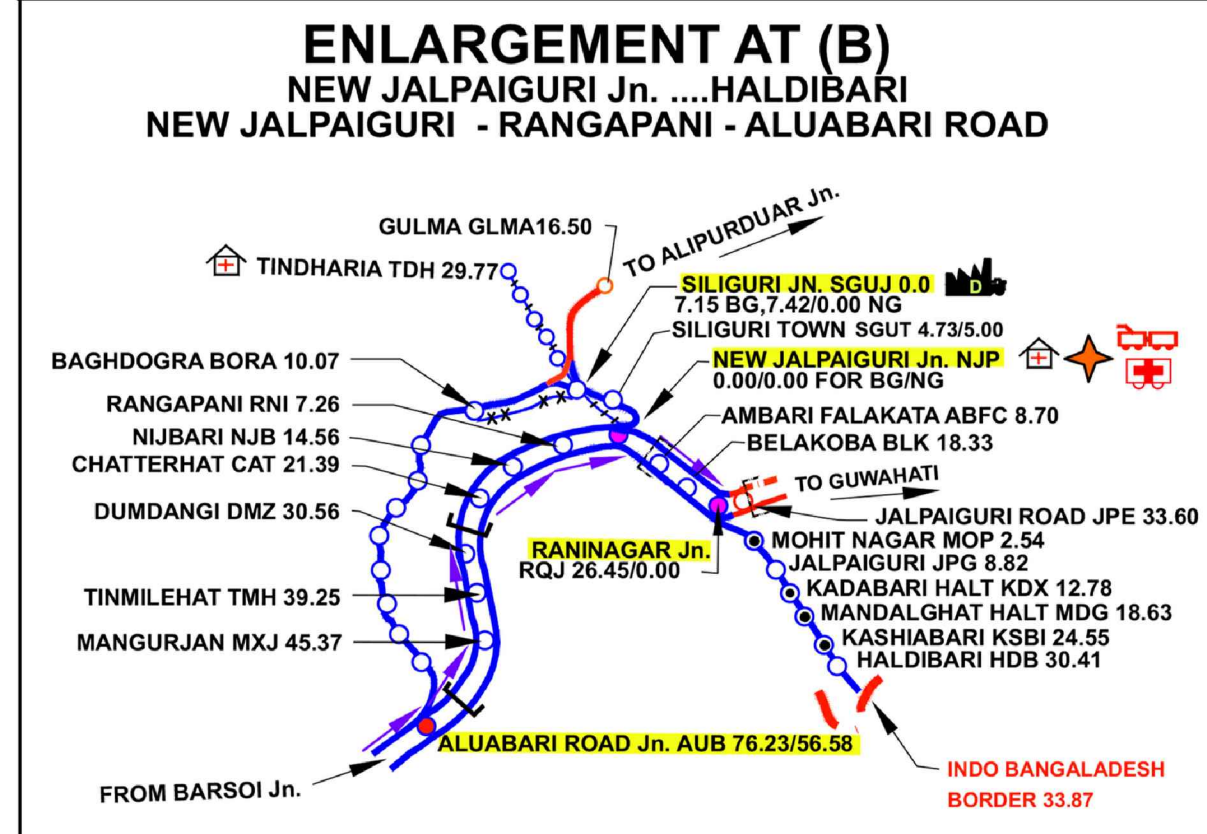 ENLARGEMENT AT (B)
NEW JALPAIGURI Jn. ....HALDIBARI
NEW JALPAIGURI - RANGAPANI - ALUABARI ROAD
GULMA GLMA16.50
TO ALIPURDUAR Jn.
TINDHARIA TDH 29.77
SILIGURI JN. SGUJ 0.0
7.15 BG,7.42/0.00 NG
D
SILIGURI TOWN SGUT 4.73/5.00
BAGHDOGRA BORA 10.07
NEW JALPAIGURI Jn. NJP
0.00/0.00 FOR BG/NG
RANGAPANI RNI 7.26
AMBARI FALAKATA ABFC 8.70
NIJBARI NJB 14.56
BELAKOBA BLK 18.33
CHATTERHAT CAT 21.39
TO GUWAHATI
DUMDANGI DMZ 30.56
JALPAIGURI ROAD JPE 33.60
MOHIT NAGAR MOP 2.54
RANINAGAR Jn.
RQJ 26.45/0.00
JALPAIGURI JPG 8.82
KADABARI HALT KDX 12.78
TINMILEHAT TMH 39.25
MANDALGHAT HALT MDG 18.63
MANGURJAN MXJ 45.37
KASHIABARI KSBI 24.55
HALDIBARI HDB 30.41
ALUABARI ROAD Jn. AUB 76.23/56.58
FROM BARSOI Jn.
INDO BANGALADESH
BORDER 33.87